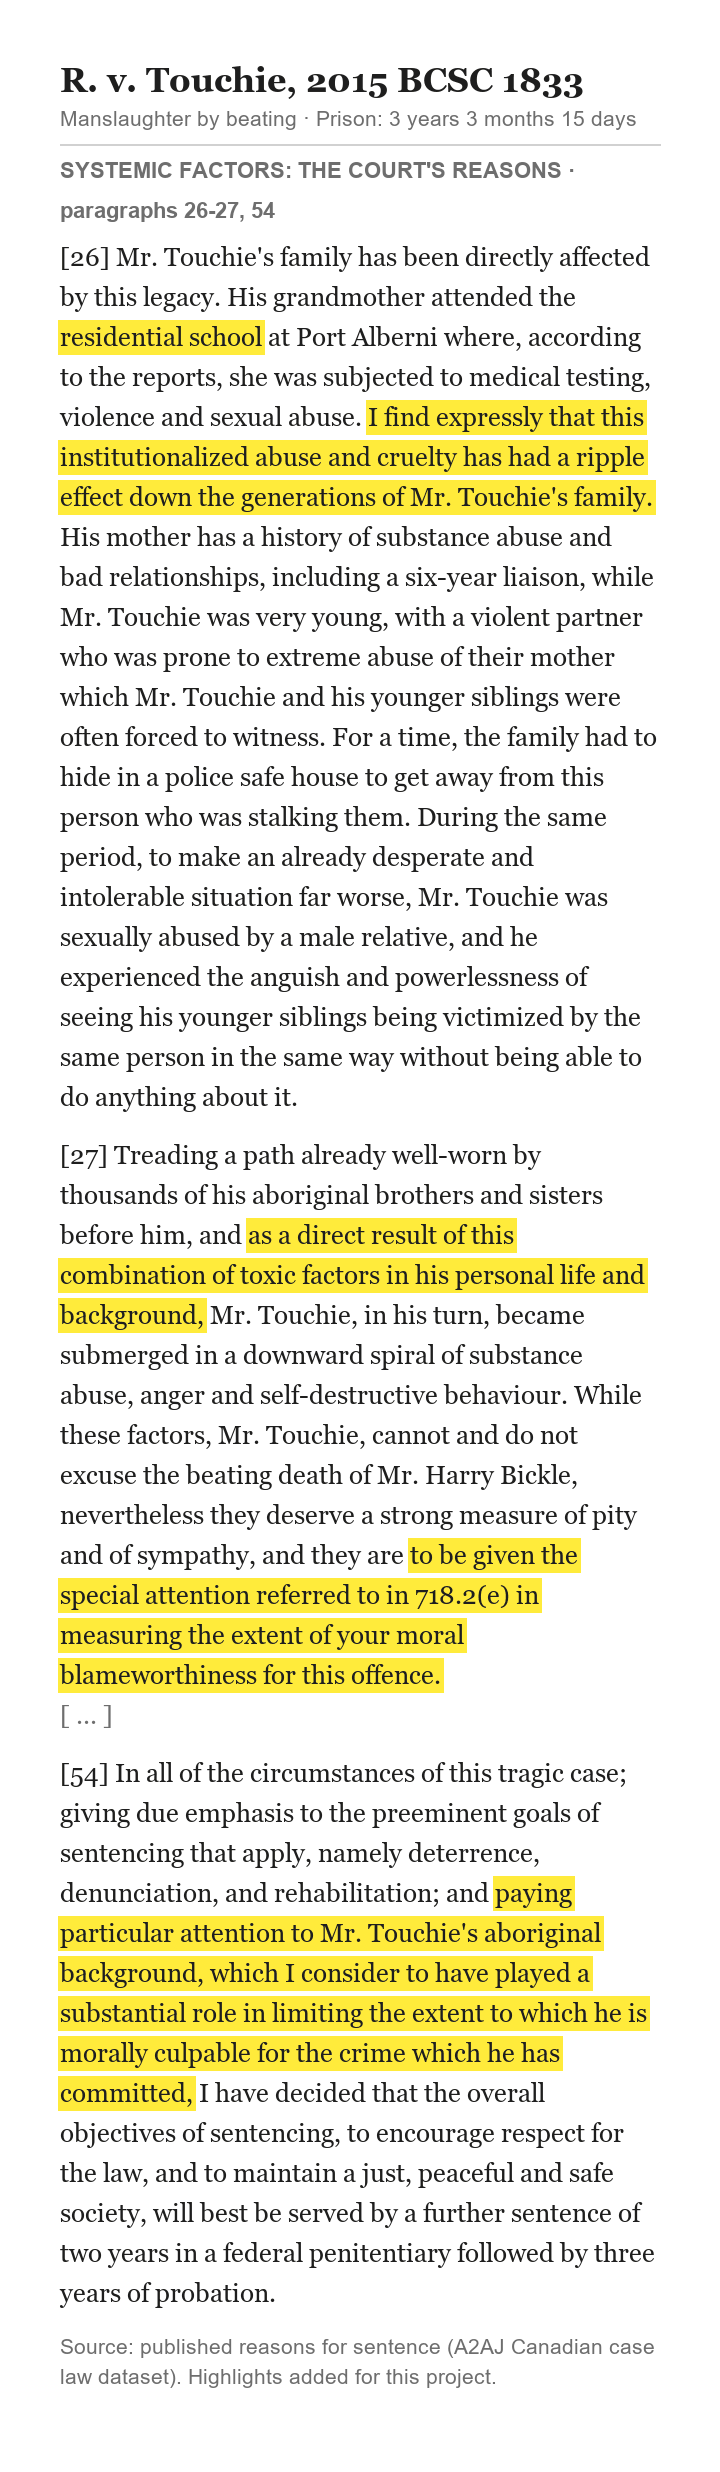 R. v. Touchie, 2015 BCSC 1833
Manslaughter by beating · Prison: 3 years 3 months 15 days
SYSTEMIC FACTORS: THE COURT'S REASONS ·
paragraphs 26-27, 54
[26] Mr. Touchie's family has been directly affected
by this legacy. His grandmother attended the
residential school at Port Alberni where, according
to the reports, she was subjected to medical testing,
violence and sexual abuse. I find expressly that this
institutionalized abuse and cruelty has had a ripple
effect down the generations of Mr. Touchie's family.
His mother has a history of substance abuse and
bad relationships, including a six-year liaison, while
Mr. Touchie was very young, with a violent partner
who was prone to extreme abuse of their mother
which Mr. Touchie and his younger siblings were
often forced to witness. For a time, the family had to
hide in a police safe house to get away from this
person who was stalking them. During the same
period, to make an already desperate and
intolerable situation far worse, Mr. Touchie was
sexually abused by a male relative, and he
experienced the anguish and powerlessness of
seeing his younger siblings being victimized by the
same person in the same way without being able to
do anything about it.
[27] Treading a path already well-worn by
thousands of his aboriginal brothers and sisters
before him, and as a direct result of this
combination of toxic factors in his personal life and
background, Mr. Touchie, in his turn, became
submerged in a downward spiral of substance
abuse, anger and self-destructive behaviour. While
these factors, Mr. Touchie, cannot and do not
excuse the beating death of Mr. Harry Bickle,
nevertheless they deserve a strong measure of pity
and of sympathy, and they are to be given the
special attention referred to in 718.2(e) in
measuring the extent of your moral
blameworthiness for this offence.
[ ... ]
[54] In all of the circumstances of this tragic case;
giving due emphasis to the preeminent goals of
sentencing that apply, namely deterrence,
denunciation, and rehabilitation; and paying
particular attention to Mr. Touchie's aboriginal
background, which I consider to have played a
substantial role in limiting the extent to which he is
morally culpable for the crime which he has
committed, I have decided that the overall
objectives of sentencing, to encourage respect for
the law, and to maintain a just, peaceful and safe
society, will best be served by a further sentence of
two years in a federal penitentiary followed by three
years of probation.
Source: published reasons for sentence (A2AJ Canadian case
law dataset). Highlights added for this project.